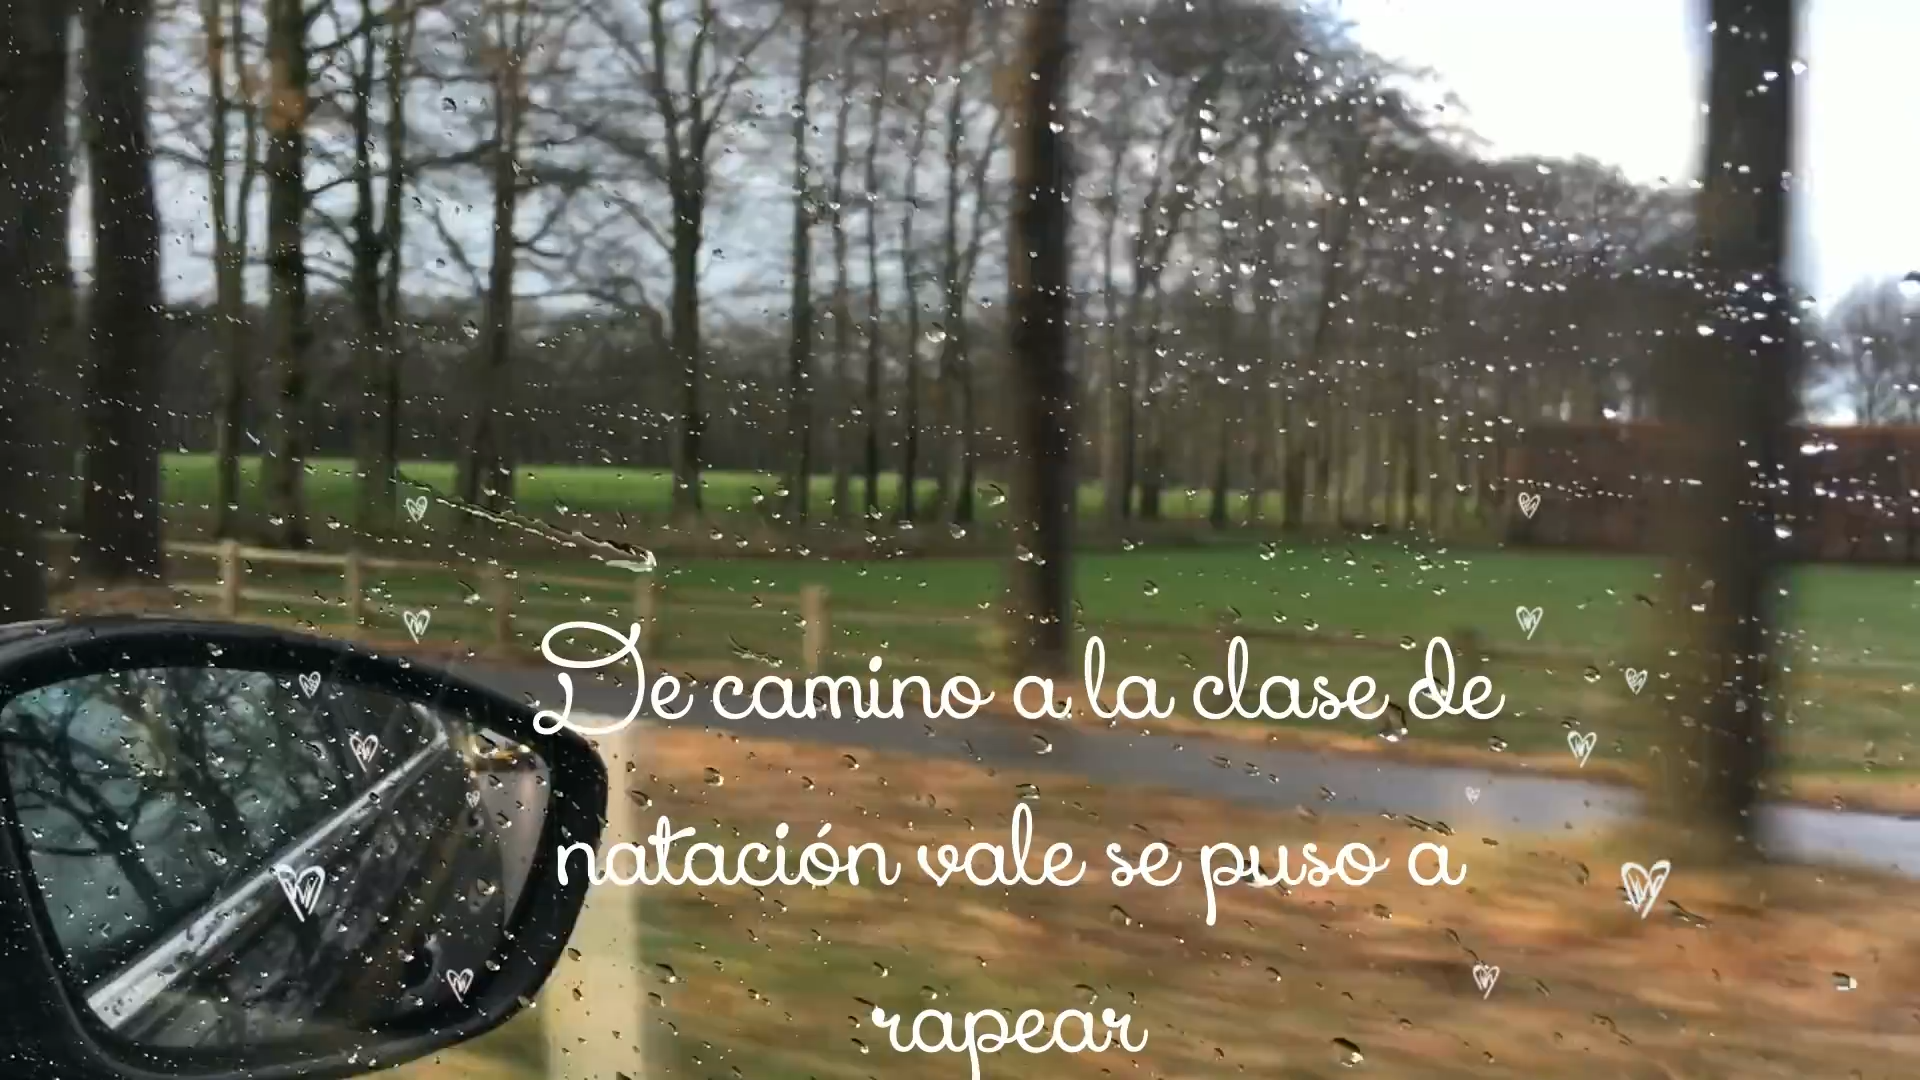 De camino a la clase de
natación vale se puso a
rapear